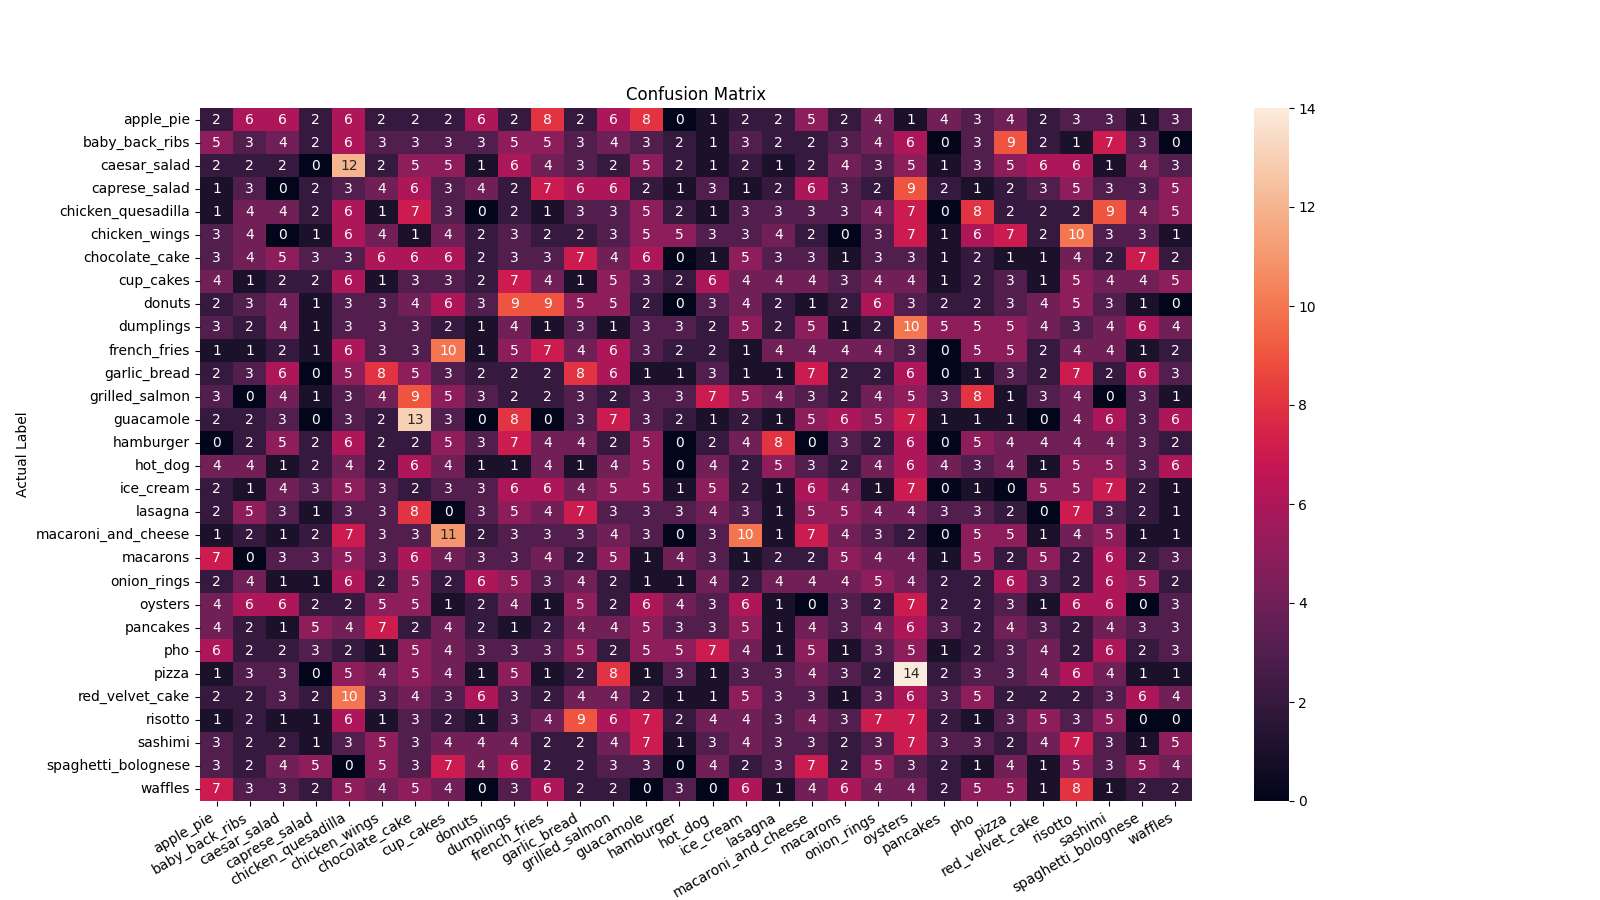 Confusion Matrix
apple_pie 2 6 6 2 6 2 2 2 6 2 8 2 6 8 0 1 2 2 5 2 4 1 4 3 4 2 3 3 1 3
baby_back_ribs 5 3 4 2 6 3 3 3 3 5 5 3 4 3 2 1 3 2 2 3 4 6 0 3 9 2 1 7 3 0
caesar_salad 2 2 2 0 12 2 5 5 1 6 4 3 2 5 2 1 2 1 2 4 3 5 1 3 5 6 6 1 4 3
caprese_salad 1 3 0 2 3 4 6 3 4 2 7 6 6 2 1 3 1 2 6 3 2 9 2 1 2 3 5 3 3 5
chicken_quesadilla 1 4 4 2 6 1 7 3 0 2 1 3 3 5 2 1 3 3 3 3 4 7 0 8 2 2 2 9 4 5
chicken_wings 3 4 0 1 6 4 1 4 2 3 2 2 3 5 5 3 3 4 2 0 3 7 1 6 7 2 10 3 3 1
chocolate_cake 3 4 5 3 3 6 6 6 2 3 3 7 4 6 0 1 5 3 3 1 3 3 1 2 1 1 4 2 7 2
cup_cakes 4 1 2 2 6 1 3 3 2 7 4 1 5 3 2 6 4 4 4 3 4 4 1 2 3 1 5 4 4 5
donuts 2 3 4 1 3 3 4 6 3 9 9 5 5 2 0 3 4 2 1 2 6 3 2 2 3 4 5 3 1 0
dumplings 3 2 4 1 3 3 3 2 1 4 1 3 1 3 3 2 5 2 5 1 2 10 5 5 5 4 3 4 6 4
french_fries 1 1 2 1 6 3 3 10 1 5 7 4 6 3 2 2 1 4 4 4 4 3 0 5 5 2 4 4 1 2
garlic_bread 2 3 6 0 5 8 5 3 2 2 2 8 6 1 1 3 1 1 7 2 2 6 0 1 3 2 7 2 6 3
grilled_salmon 3 0 4 1 3 4 9 5 3 2 2 3 2 3 3 7 5 4 3 2 4 5 3 8 1 3 4 0 3 1
guacamole 2 2 3 0 3 2 13 3 0 8 0 3 7 3 2 1 2 1 5 6 5 7 1 1 1 0 4 6 3 6
hamburger 0 2 5 2 6 2 2 5 3 7 4 4 2 5 0 2 4 8 0 3 2 6 0 5 4 4 4 4 3 2
hot_dog 4 4 1 2 4 2 6 4 1 1 4 1 4 5 0 4 2 5 3 2 4 6 4 3 4 1 5 5 3 6
ice_cream 2 1 4 3 5 3 2 3 3 6 6 4 5 5 1 5 2 1 6 4 1 7 0 1 0 5 5 7 2 1
lasagna 2 5 3 1 3 3 8 0 3 5 4 7 3 3 3 4 3 1 5 5 4 4 3 3 2 0 7 3 2 1
macaroni_and_cheese 1 2 1 2 7 3 3 11 2 3 3 3 4 3 0 3 10 1 7 4 3 2 0 5 5 1 4 5 1 1
macarons 7 0 3 3 5 3 6 4 3 3 4 2 5 1 4 3 1 2 2 5 4 4 1 5 2 5 2 6 2 3
onion_rings 2 4 1 1 6 2 5 2 6 5 3 4 2 1 1 4 2 4 4 4 5 4 2 2 6 3 2 6 5 2
oysters 4 6 6 2 2 5 5 1 2 4 1 5 2 6 4 3 6 1 0 3 2 7 2 2 3 1 6 6 0 3
pancakes 4 2 1 5 4 7 2 4 2 1 2 4 4 5 3 3 5 1 4 3 4 6 3 2 4 3 2 4 3 3
pho 6 2 2 3 2 1 5 4 3 3 3 5 2 5 5 7 4 1 5 1 3 5 1 2 3 4 2 6 2 3
pizza 1 3 3 0 5 4 5 4 1 5 1 2 8 1 3 1 3 3 4 3 2 14 2 3 3 4 6 4 1 1
red_velvet_cake 2 2 3 2 10 3 4 3 6 3 2 4 4 2 1 1 5 3 3 1 3 6 3 5 2 2 2 3 6 4
risotto 1 2 1 1 6 1 3 2 1 3 4 9 6 7 2 4 4 3 4 3 7 7 2 1 3 5 3 5 0 0
sashimi 3 2 2 1 3 5 3 4 4 4 2 2 4 7 1 3 4 3 3 2 3 7 3 3 2 4 7 3 1 5
spaghetti_bolognese 3 2 4 5 0 5 3 7 4 6 2 2 3 3 0 4 2 3 7 2 5 3 2 1 4 1 5 3 5 4
waffles 7 3 3 2 5 4 5 4 0 3 6 2 2 0 3 0 6 1 4 6 4 4 2 5 5 1 8 1 2 2
apple_pie baby_back_ribs caesar_salad caprese_salad chicken_quesadilla chicken_wings chocolate_cake cup_cakes donuts dumplings french_fries garlic_bread grilled_salmon guacamole hamburger hot_dog ice_cream lasagna macaroni_and_cheese macarons onion_rings oysters pancakes pho pizza red_velvet_cake risotto sashimi spaghetti_bolognese waffles
Actual Label
14
12
10
8
6
4
2
0